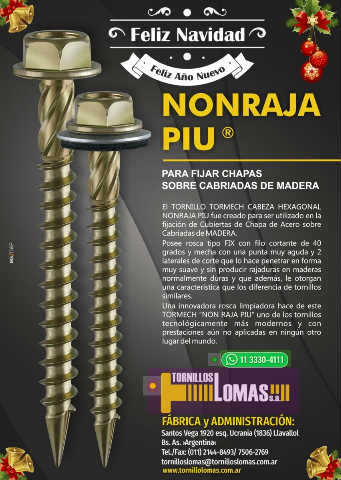 Feliz Navidad
Feliz Año Nuevo
NONRAJA
PIU ®
PARA FIJAR CHAPAS
SOBRE CABRIADAS DE MADERA
El TORNILLO TORMECH CABEZA HEXAGONAL
NONRAJA PIU fue creado para ser utilizado en la
fijación de Cubiertas de Chapa de Acero sobre
Cabriadas de MADERA.
Posee rosca tipo FIX con filo cortante de 40
grados y mecha con una punta muy aguda y 2
laterales de corte que lo hace penetrar en forma
muy suave y sin producir rajaduras en maderas
normalmente duras y que además, le otorgan
una característica que los diferencia de tornillos
similares.
Una innovadora rosca limpiadora hace de este
TORMECH "NON RAJA PIU" uno de los tornillos
tecnológicamente más modernos y con
prestaciones aún no aplicadas en ningún otro
lugar del mundo.
11 3330-4111
TORNILLOS
LOMAS S.A.
FÁBRICA y ADMINISTRACIÓN:
Santos Vega 1920 esq. Ucrania (1836) Llavallol
Bs. As. ›Argentina‹
Tel./Fax: (011) 2144-8493/ 7506-2769
tornilloslomas@tornilloslomas.com.ar
www.tornillolomas.com.ar